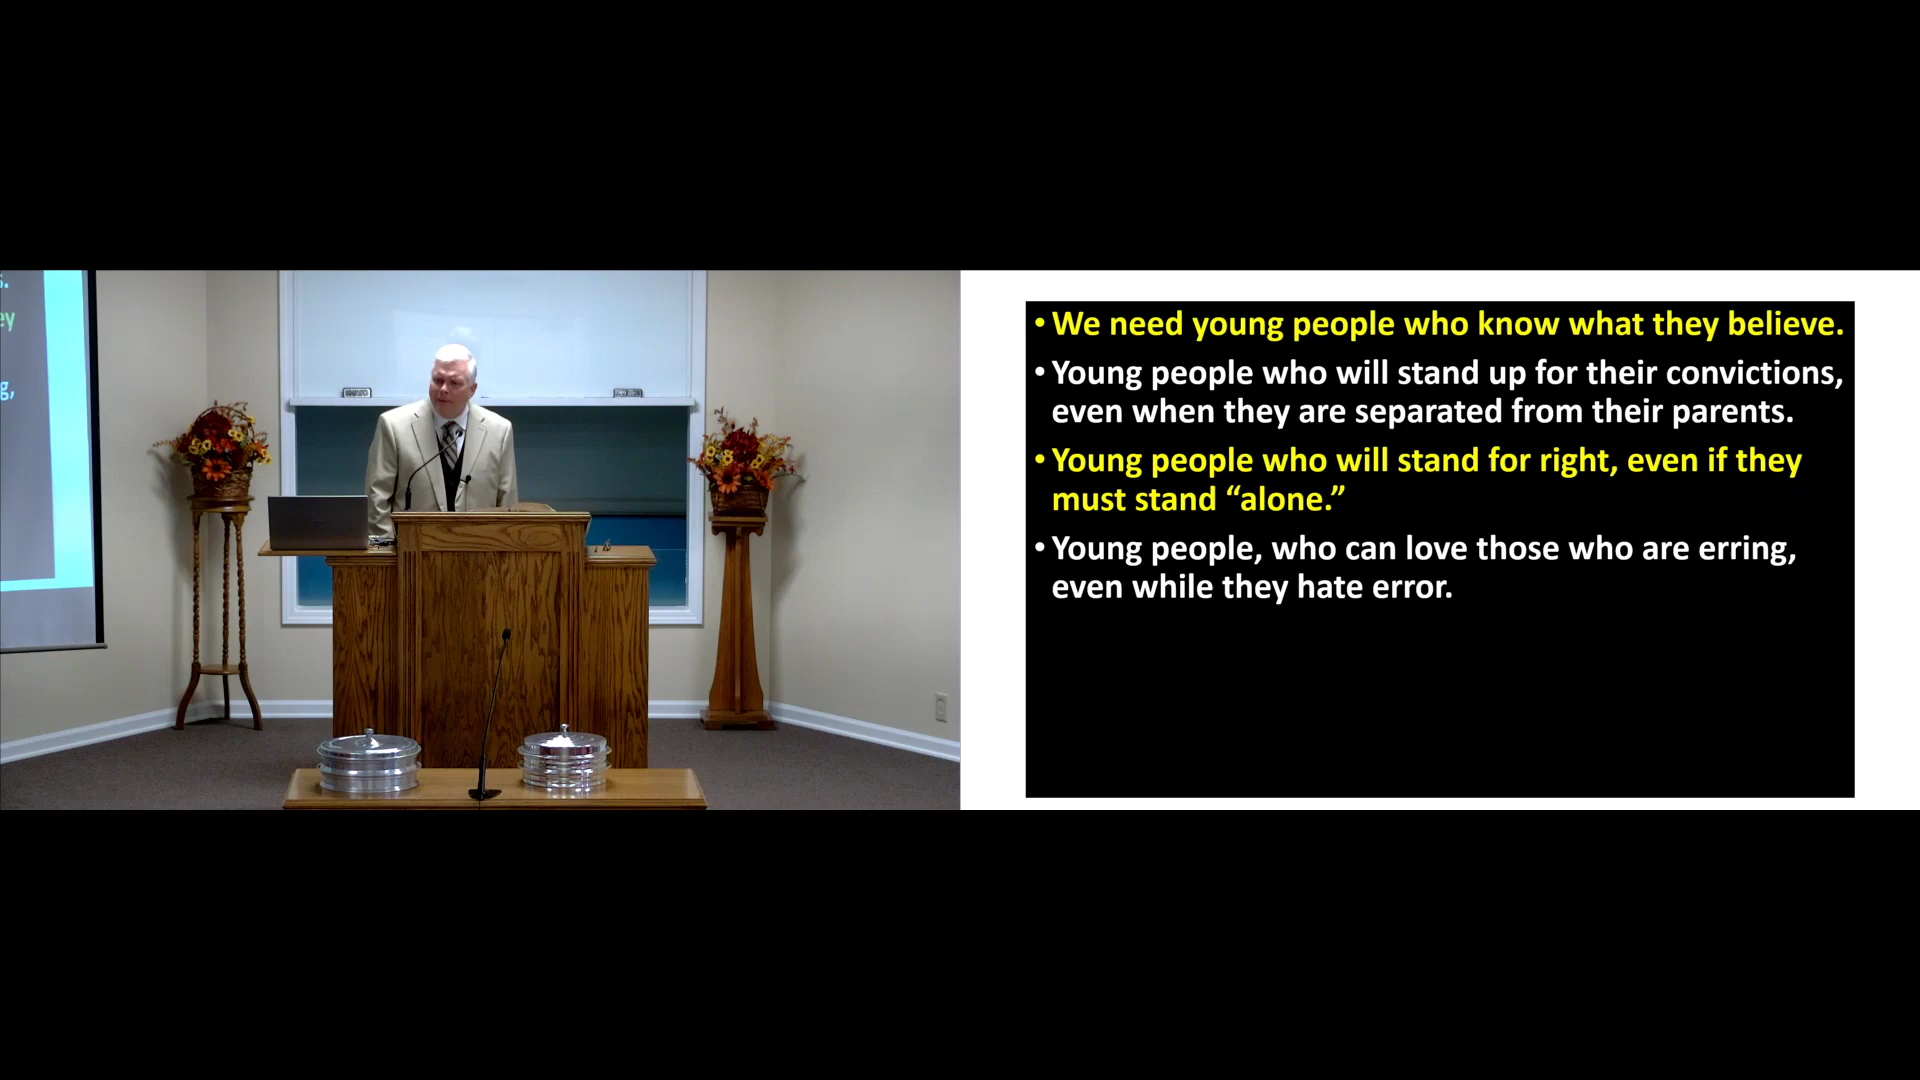 ey
g,
• We need young people who know what they believe.
• Young people who will stand up for their convictions,
even when they are separated from their parents.
• Young people who will stand for right, even if they
must stand “alone.”
• Young people, who can love those who are erring,
even while they hate error.